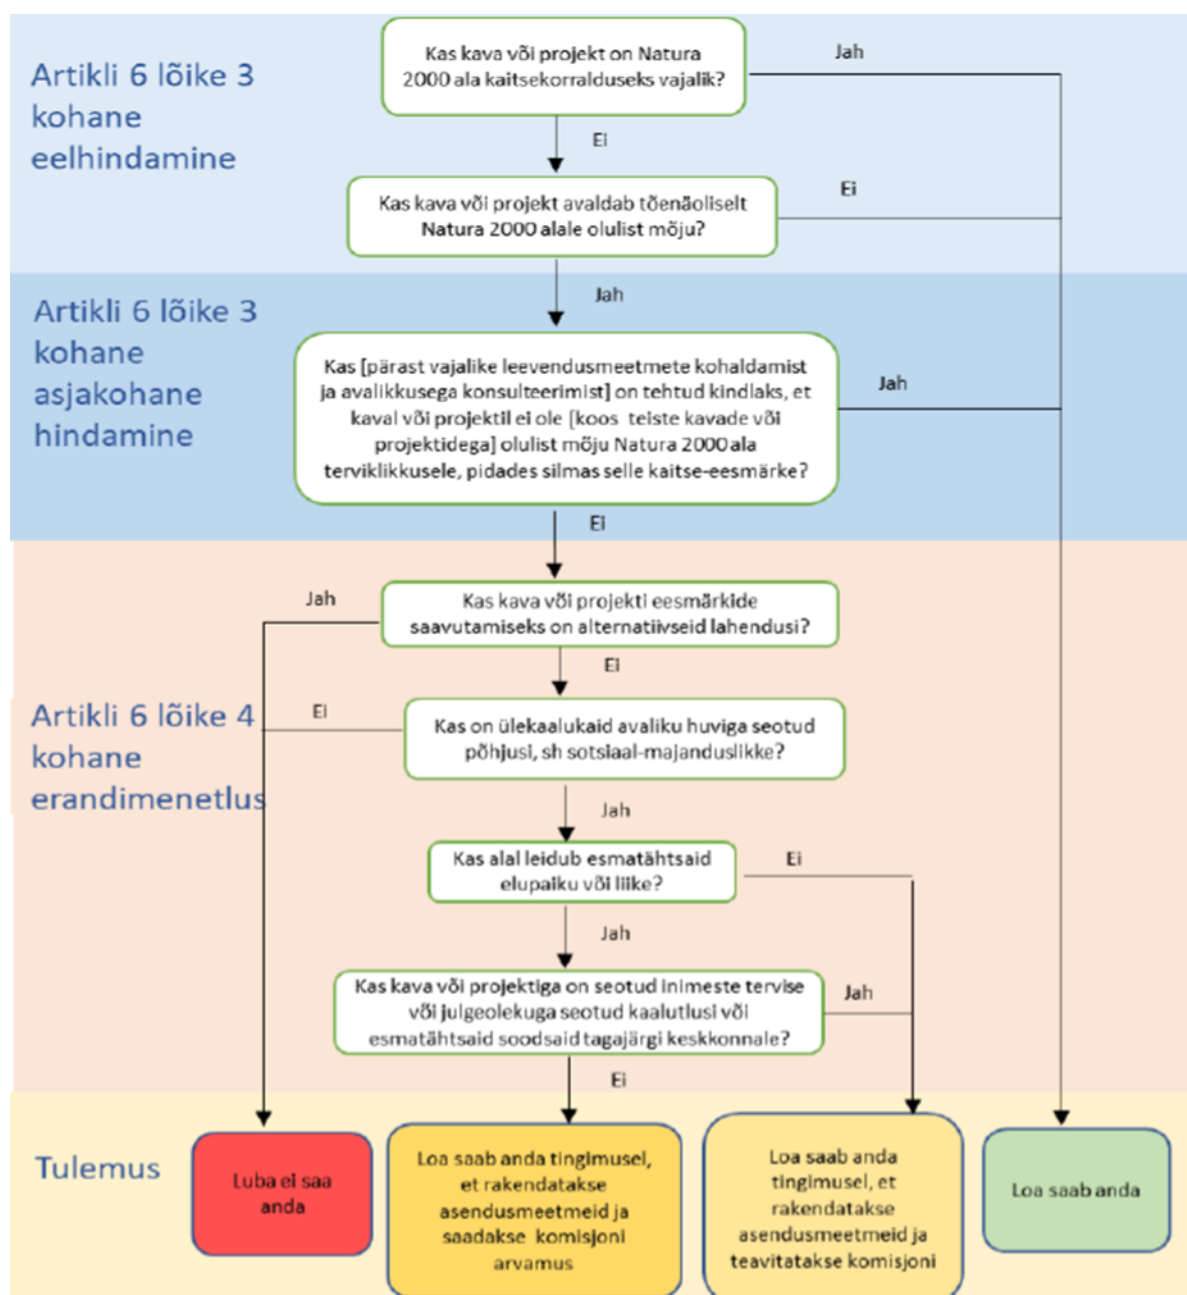 Artikli 6 lõike 3
kohane
eelhindamine
Kas kava või projekt on Natura
2000 ala kaitsekorralduseks vajalik?
Jah
Ei
Kas kava või projekt avaldab tõenäoliselt
Natura 2000 alale olulist mõju?
Ei
Jah
Artikli 6 lõike 3
kohane
asjakohane
hindamine
Kas [pärast vajalike leevendusmeetmete kohaldamist
ja avalikkusega konsulteerimist] on tehtud kindlaks, et
kaval või projektil ei ole [koos teiste kavade või
projektidega] olulist mõju Natura 2000 ala
terviklikkusele, pidades silmas selle kaitse-eesmärke?
Jah
Ei
Artikli 6 lõike 4
kohane
erandimenetlus
Kas kava või projekti eesmärkide
saavutamiseks on alternatiivseid lahendusi?
Jah
Ei
Kas on ülekaalukaid avaliku huviga seotud
põhjusi, sh sotsiaal-majanduslikke?
Ei
Jah
Kas alal leidub esmatähtsaid
elupaiku või liike?
Ei
Jah
Kas kava või projektiga on seotud inimeste tervise
või julgeolekuga seotud kaalutlusi või
esmatähtsaid soodsaid tagajärgi keskkonnale?
Jah
Ei
Tulemus
Luba ei saa
anda
Loa saab anda tingimusel,
et rakendatakse
asendusmeetmeid ja
saadakse komisjoni
arvamus
Loa saab anda
tingimusel, et
rakendatakse
asendusmeetmeid ja
teavitatakse komisjoni
Loa saab anda